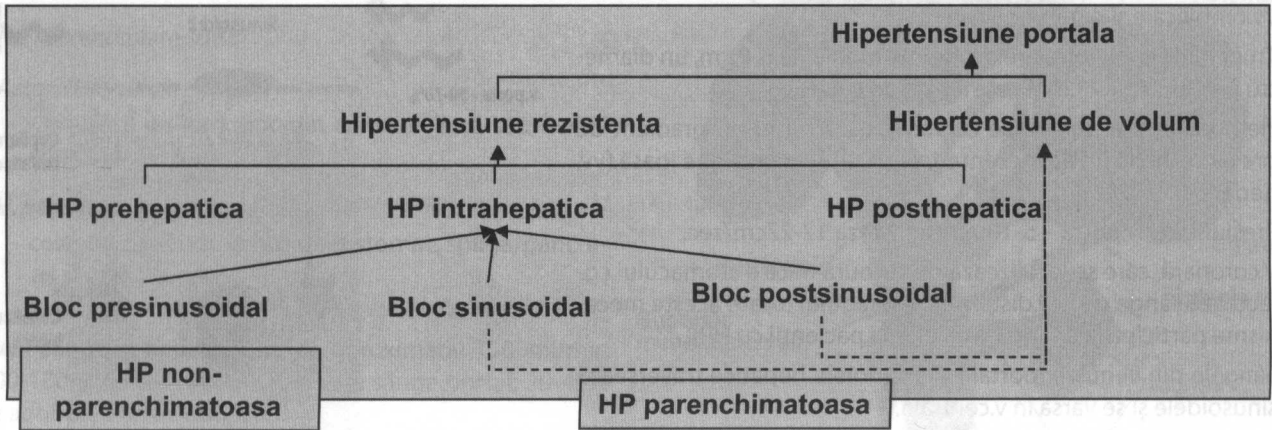 Hipertensiune portala
Hipertensiune rezistenta
Hipertensiune de volum
HP prehepatica
HP intrahepatica
HP posthepatica
Bloc presinusoidal
Bloc sinusoidal
Bloc postsinusoidal
HP non-
parenchimatoasa
HP parenchimatoasa